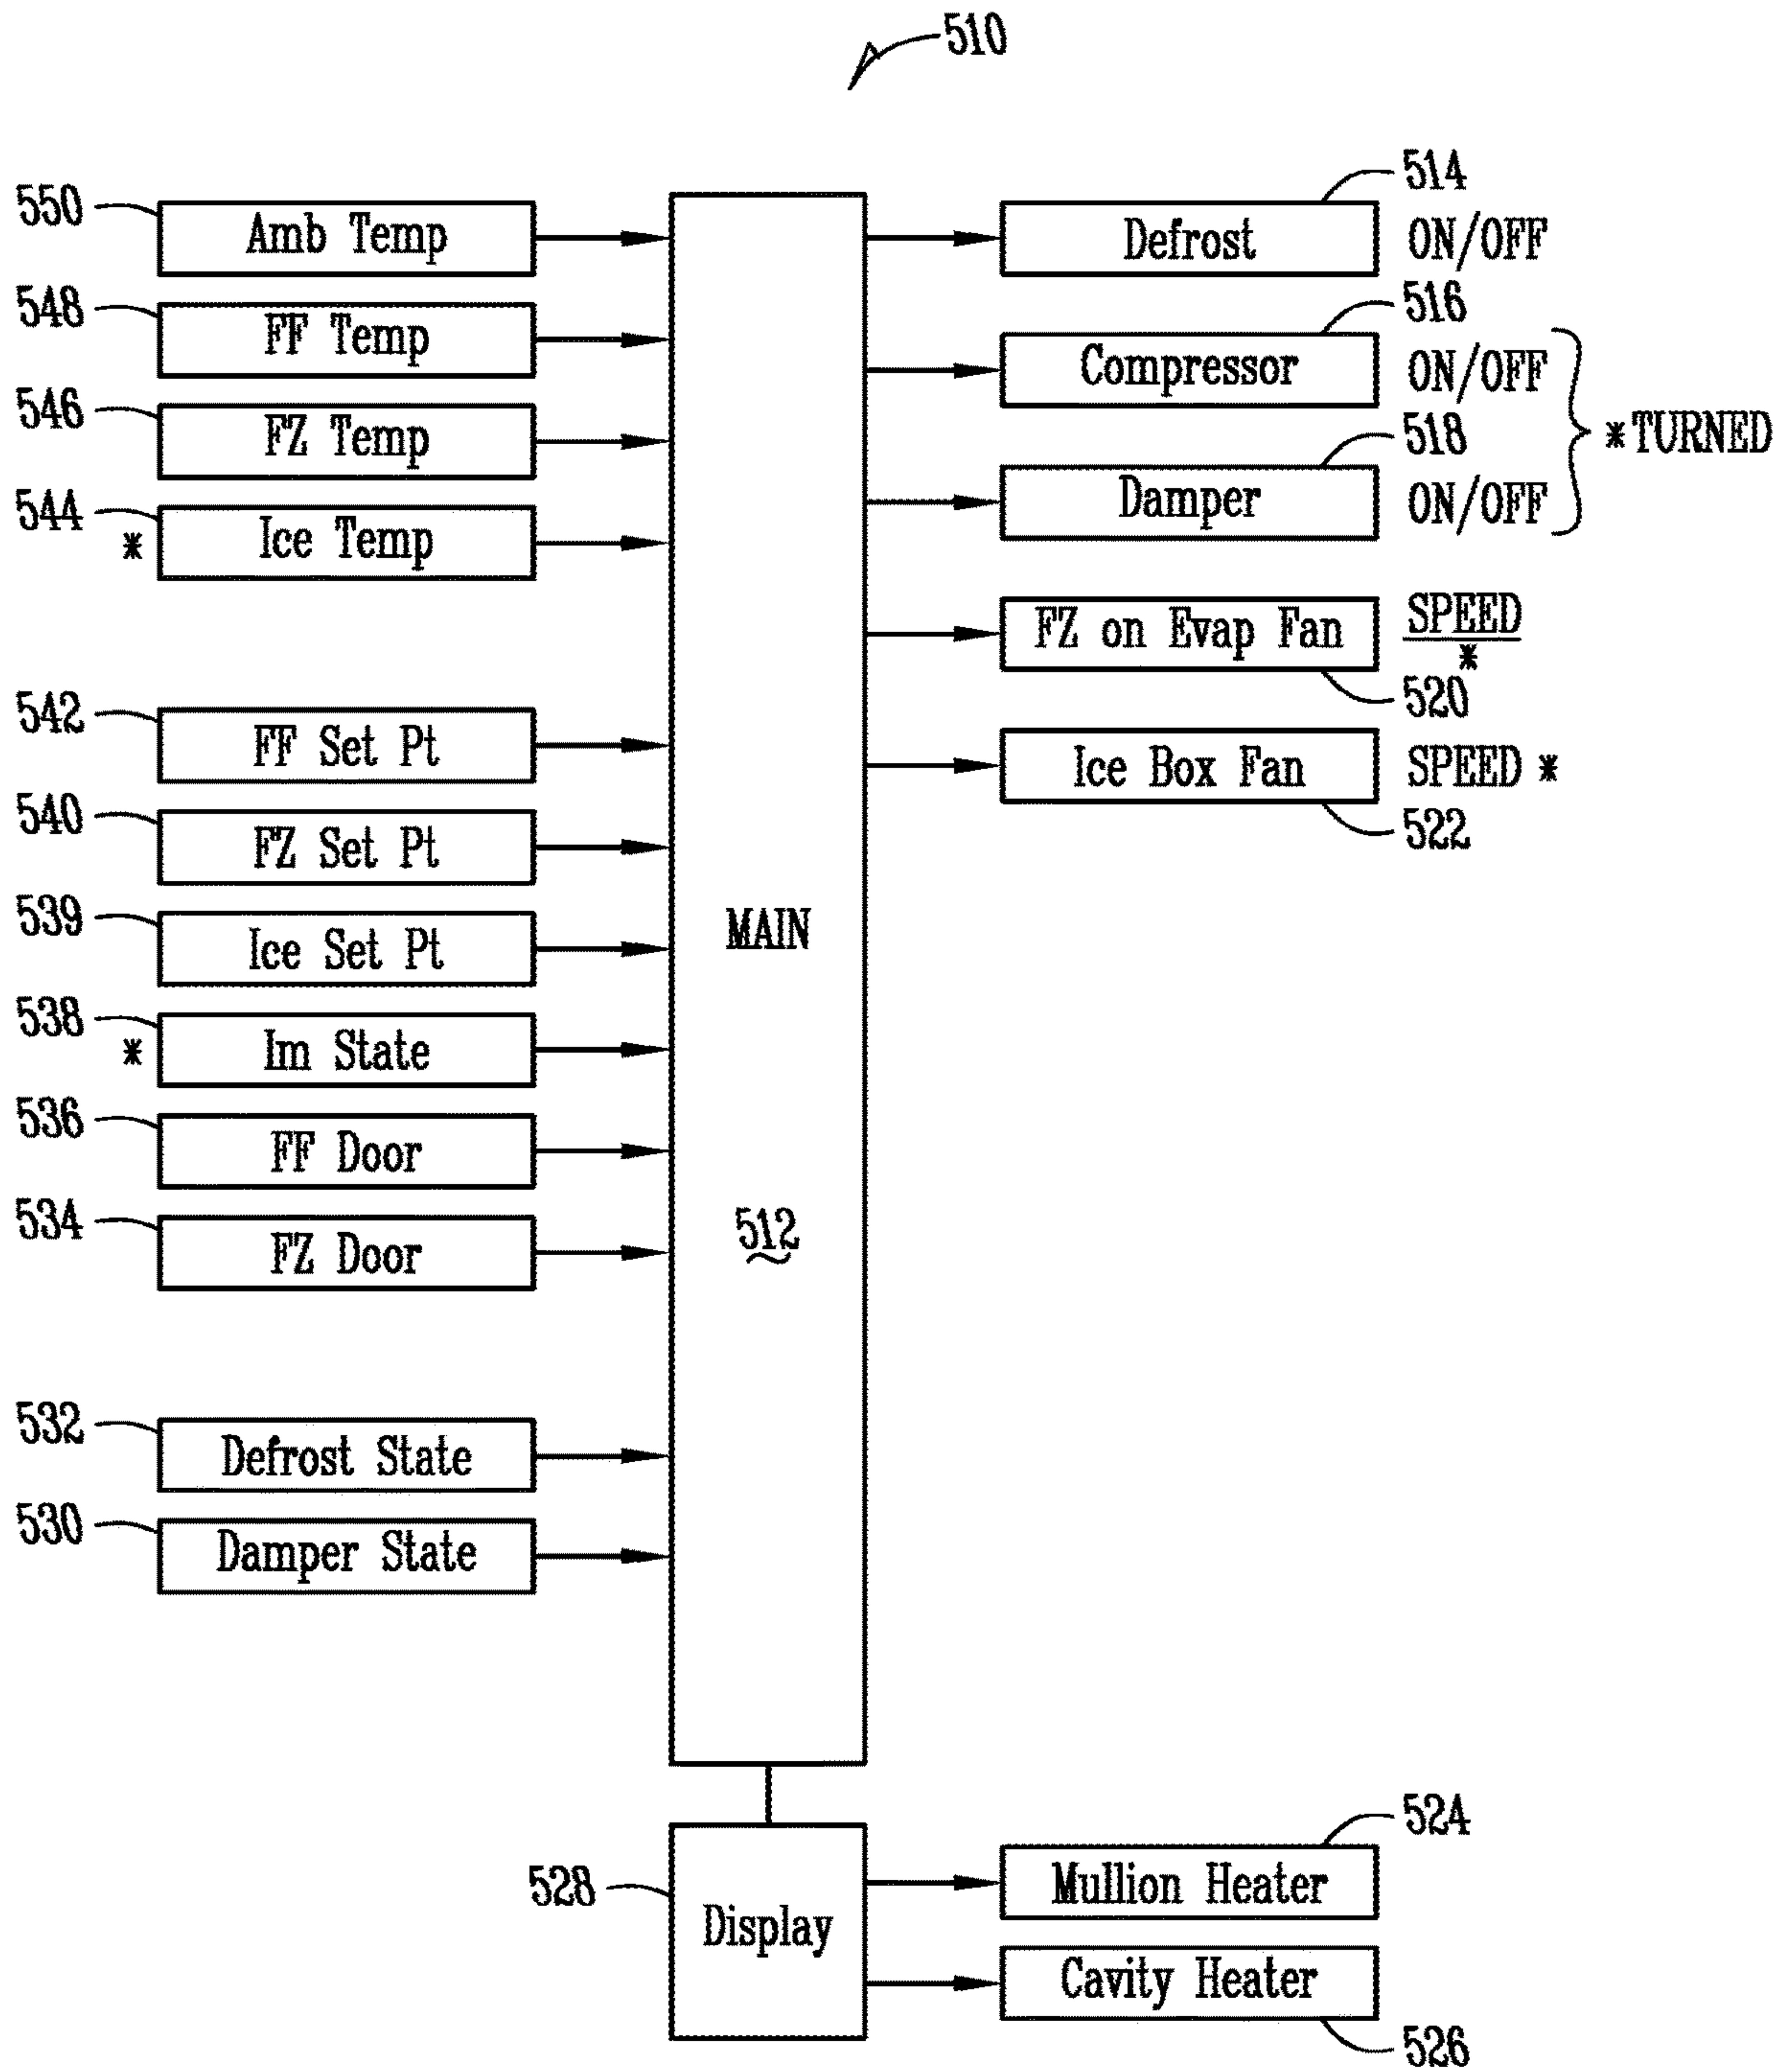 510
550
Amb Temp
548
FF Temp
546
FZ Temp
544
* Ice Temp
542
FF Set Pt
540
FZ Set Pt
539
Ice Set Pt
538
* Im State
536
FF Door
534
FZ Door
532
Defrost State
530
Damper State
MAIN
512
514
Defrost ON/OFF
516
Compressor ON/OFF
* TURNED
518
Damper ON/OFF
FZ on Evap Fan SPEED
*
520
Ice Box Fan SPEED *
522
528
Display
524
Mullion Heater
Cavity Heater
526